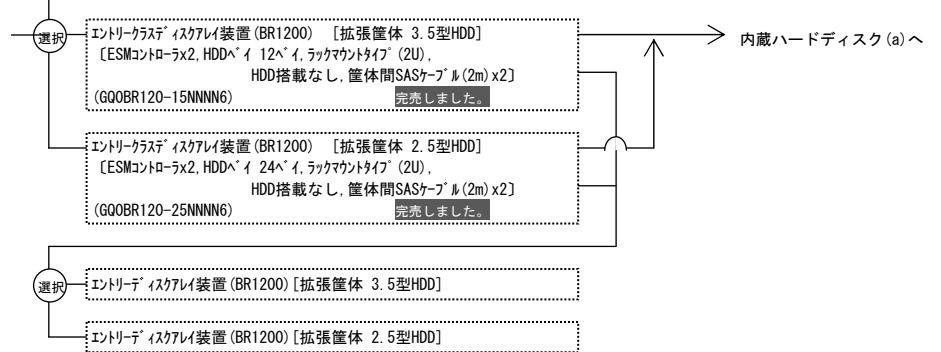 選択
エントリークラスディスクアレイ装置(BR1200) [拡張筐体 3.5型HDD]
〔ESMコントローラx2,HDDベイ 12ベイ,ラックマウントタイプ(2U),
HDD搭載なし,筐体間SASケーブル(2m)x2〕
(GQ0BR120-15NNNN6) 完売しました。
内蔵ハードディスク(a)へ
エントリークラスディスクアレイ装置(BR1200) [拡張筐体 2.5型HDD]
〔ESMコントローラx2,HDDベイ 24ベイ,ラックマウントタイプ(2U),
HDD搭載なし,筐体間SASケーブル(2m)x2〕
(GQ0BR120-25NNNN6) 完売しました。
選択
エントリーディスクアレイ装置(BR1200)[拡張筐体 3.5型HDD]
エントリーディスクアレイ装置(BR1200)[拡張筐体 2.5型HDD]